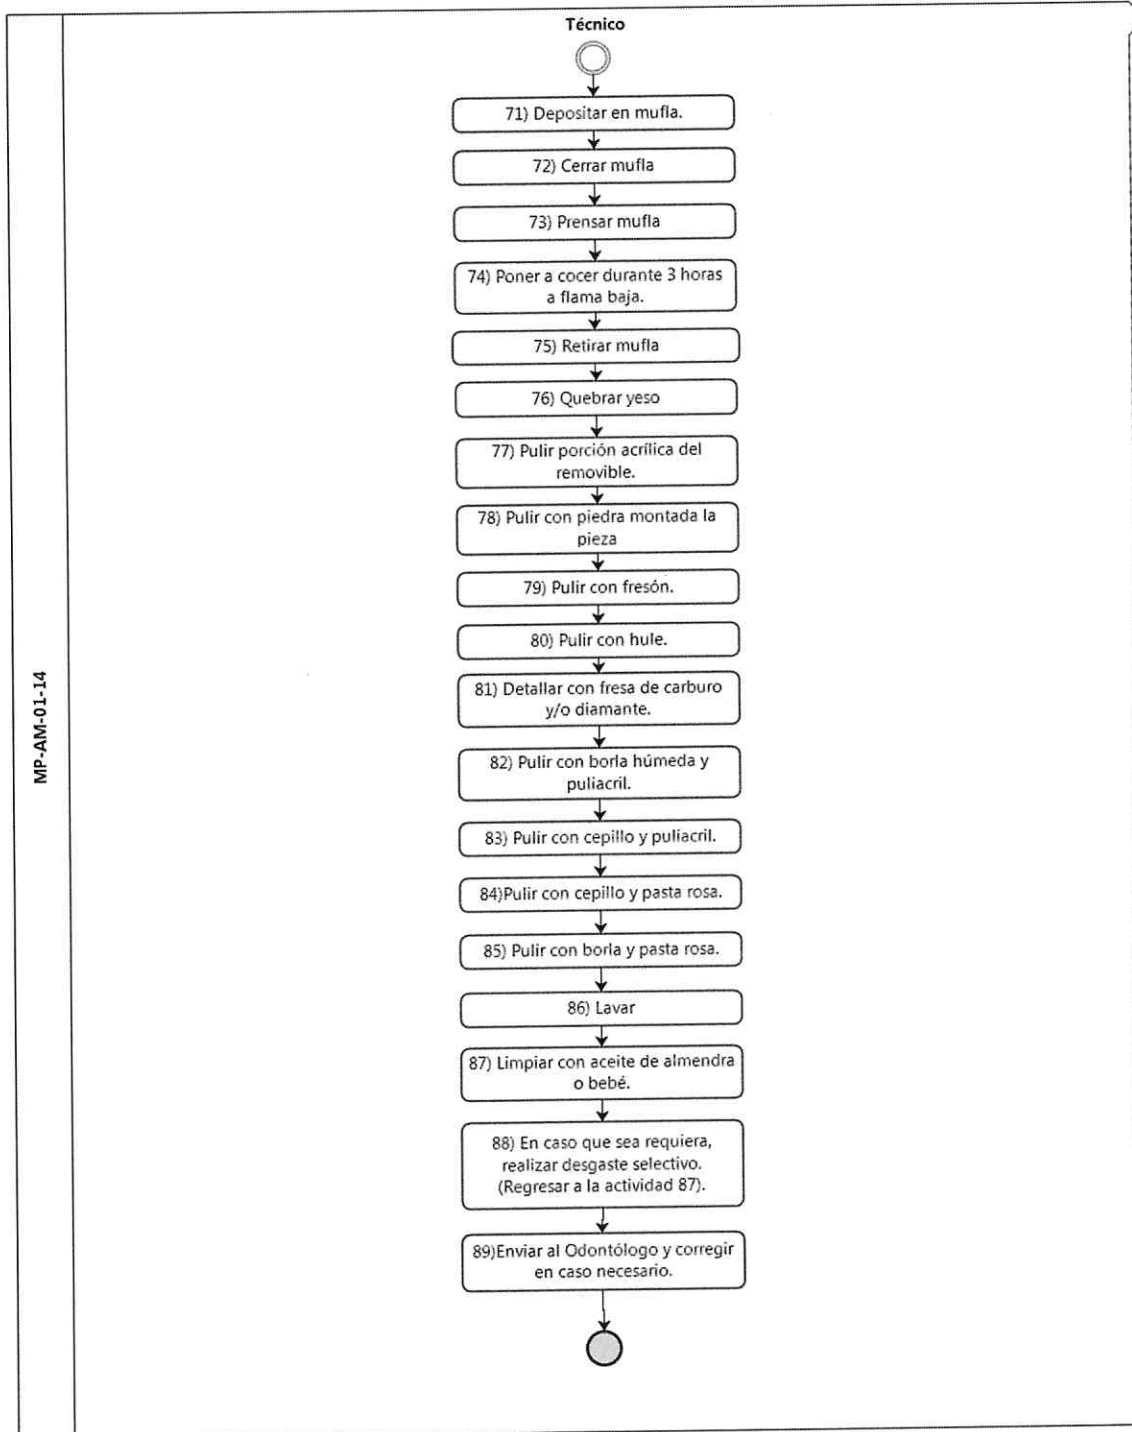 Técnico
71) Depositar en mufla.
72) Cerrar mufla
73) Prensar mufla
74) Poner a cocer durante 3 horas
a flama baja.
75) Retirar mufla
76) Quebrar yeso
77) Pulir porción acrílica del
removible.
78) Pulir con piedra montada la
pieza
79) Pulir con fresón.
80) Pulir con hule.
81) Detallar con fresa de carburo
y/o diamante.
82) Pulir con borla húmeda y
puliacril.
83) Pulir con cepillo y puliacril.
84)Pulir con cepillo y pasta rosa.
85) Pulir con borla y pasta rosa.
86) Lavar
87) Limpiar con aceite de almendra
o bebé.
88) En caso que sea requiera,
realizar desgaste selectivo.
(Regresar a la actividad 87).
89)Enviar al Odontólogo y corregir
en caso necesario.
MP-AM-01-14